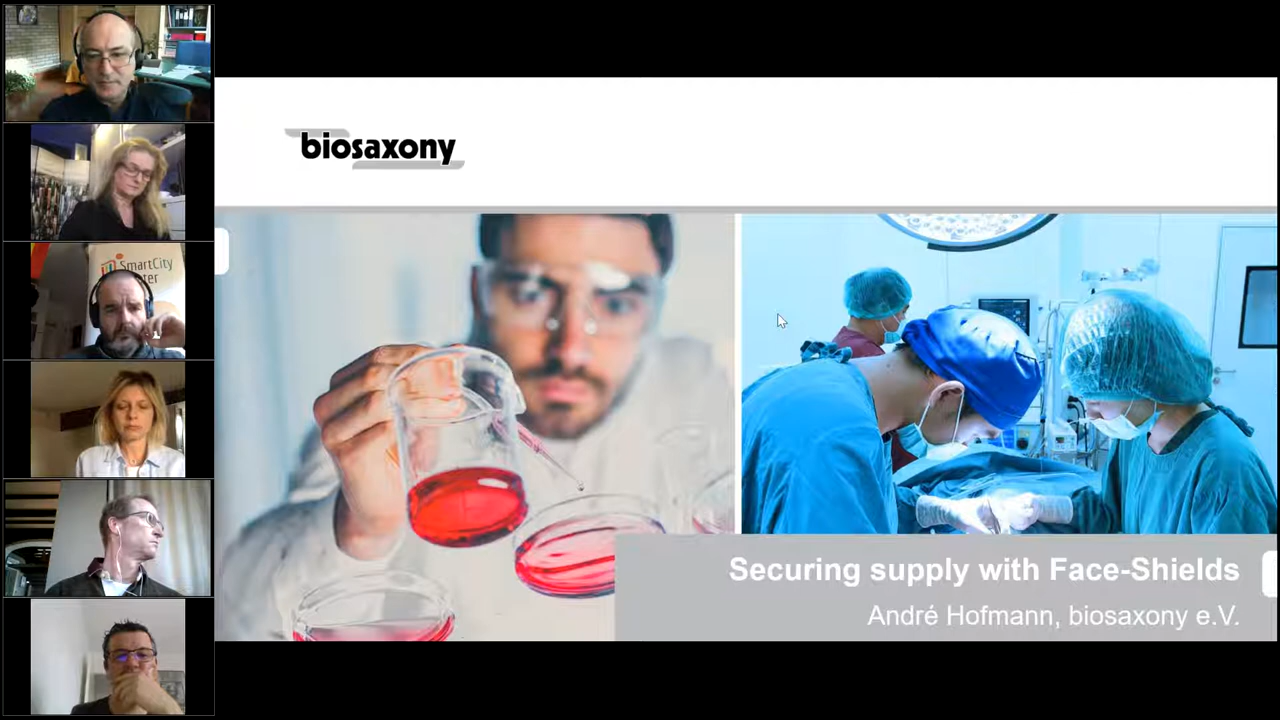 biosaxony
SmartCity
Securing supply with Face-Shields
André Hofmann, biosaxony e.V.